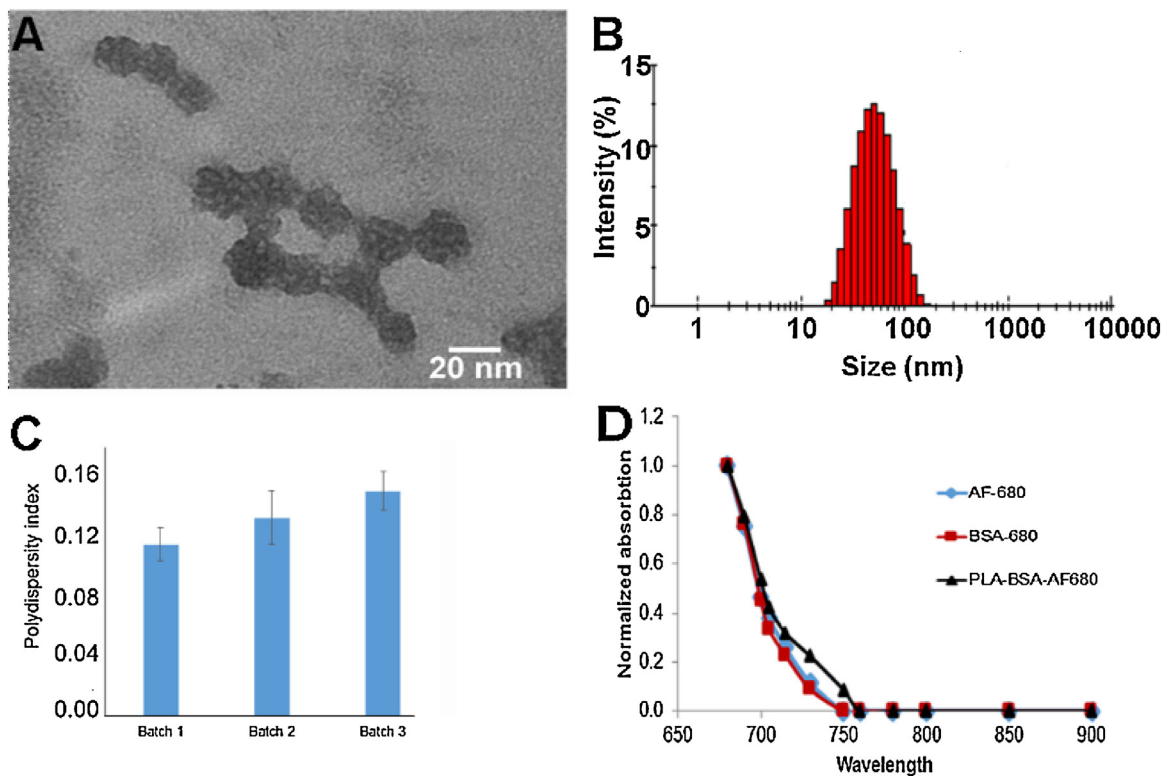 A
20 nm
B
15
10
5
0
Intensity (%)
1 10 100 1000 10000
Size (nm)
C
0.16
0.12
0.08
0.04
0.00
Polydispersity index
Batch 1 Batch 2 Batch 3
D
1.2
1.0
0.8
0.6
0.4
0.2
0.0
Normalized absorbtion
AF-680
BSA-680
PLA-BSA-AF680
650 700 750 800 850 900
Wavelength